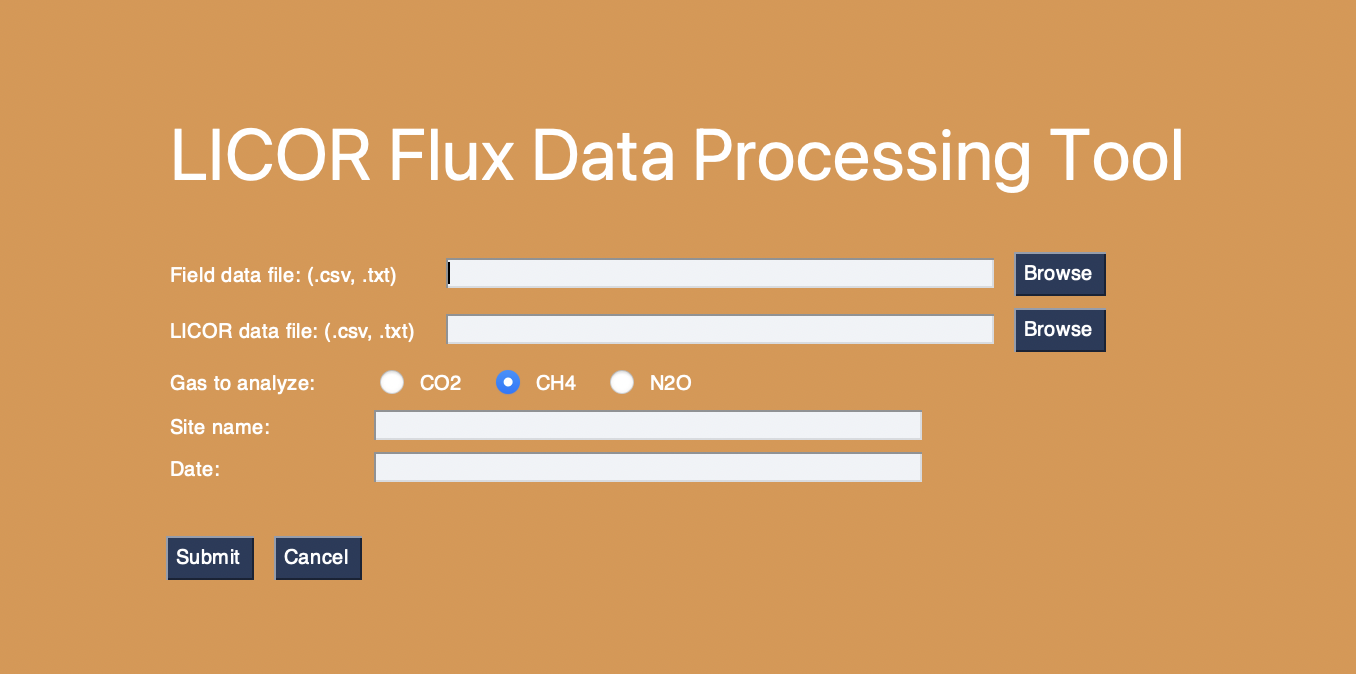 LICOR Flux Data Processing Tool
Field data file: (.csv, .txt) Browse
LICOR data file: (.csv, .txt) Browse
Gas to analyze: CO2 CH4 N2O
Site name:
Date:
Submit Cancel